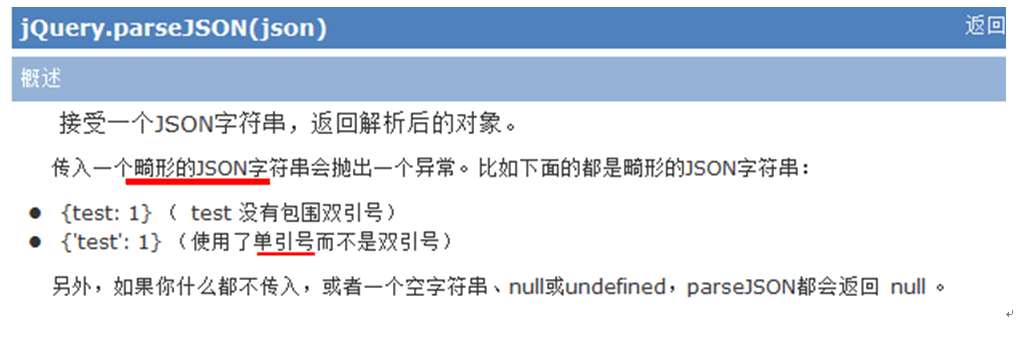 jQuery.parseJSON(json) 返回
概述
接受一个JSON字符串，返回解析后的对象。
传入一个畸形的JSON字符串会抛出一个异常。比如下面的都是畸形的JSON字符串：
● {test: 1} （ test 没有包围双引号）
● {'test': 1} （使用了单引号而不是双引号）
另外，如果你什么都不传入，或者一个空字符串、null或undefined，parseJSON都会返回 null 。